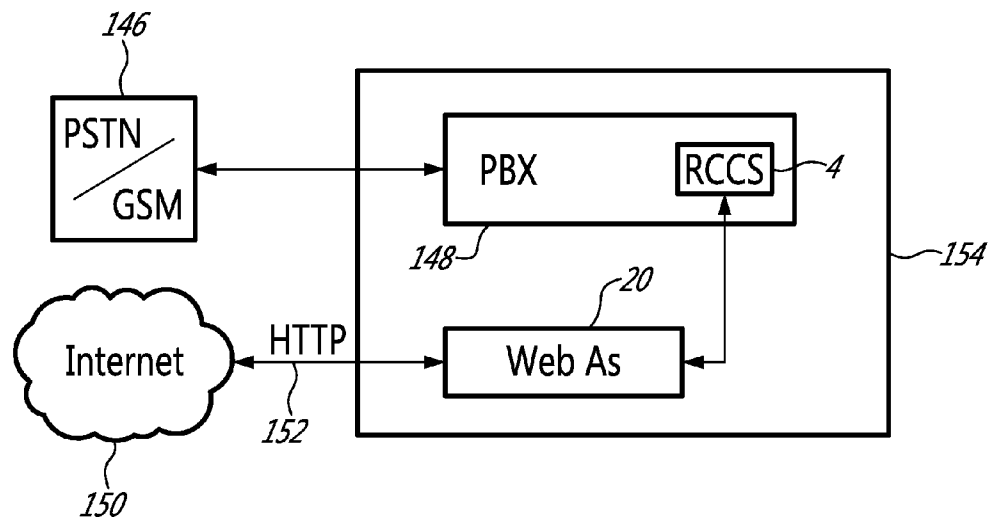 146
PSTN
GSM
PBX
RCCS
4
148
154
20
Internet
HTTP
Web As
152
150